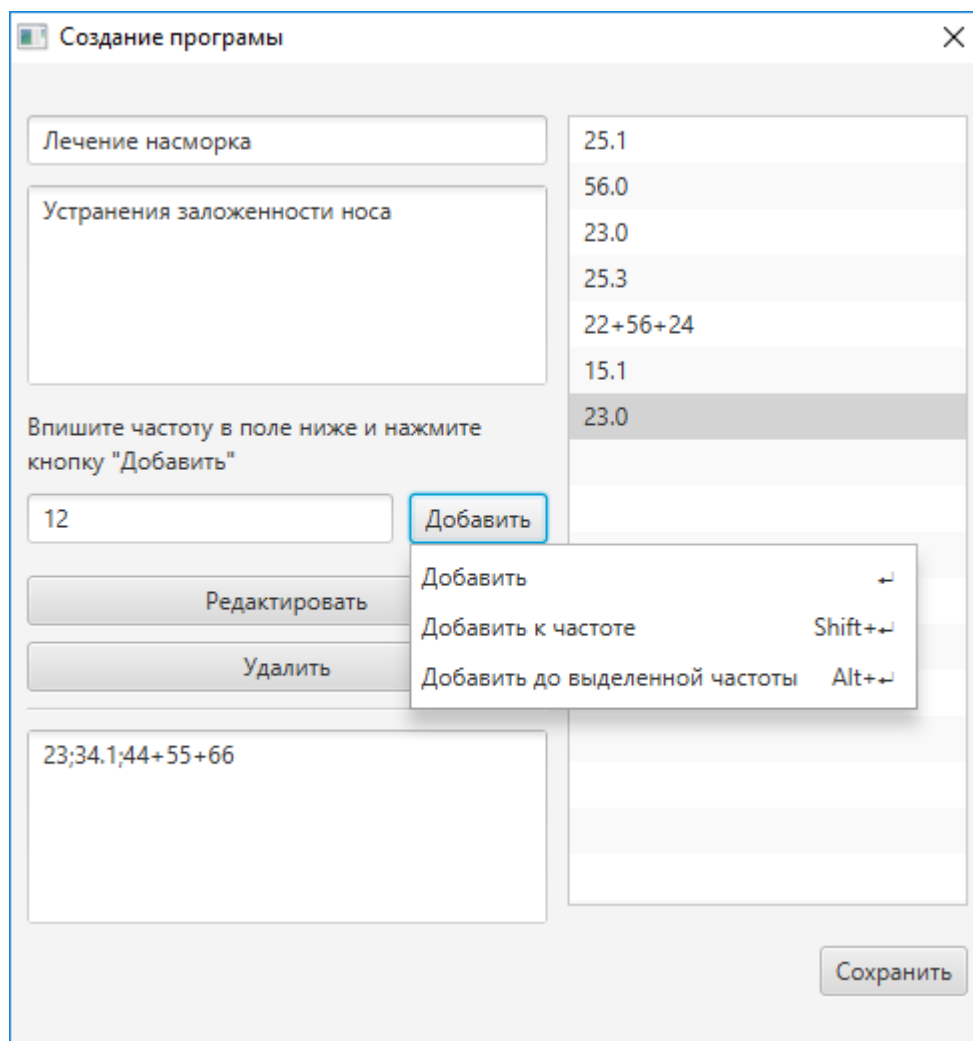 Создание програмы
Лечение насморка
Устранения заложенности носа
Впишите частоту в поле ниже и нажмите
кнопку "Добавить"
12
Добавить
Редактировать
Удалить
Добавить ↵
Добавить к частоте Shift+↵
Добавить до выделенной частоты Alt+↵
23;34.1;44+55+66
25.1
56.0
23.0
25.3
22+56+24
15.1
23.0
Сохранить